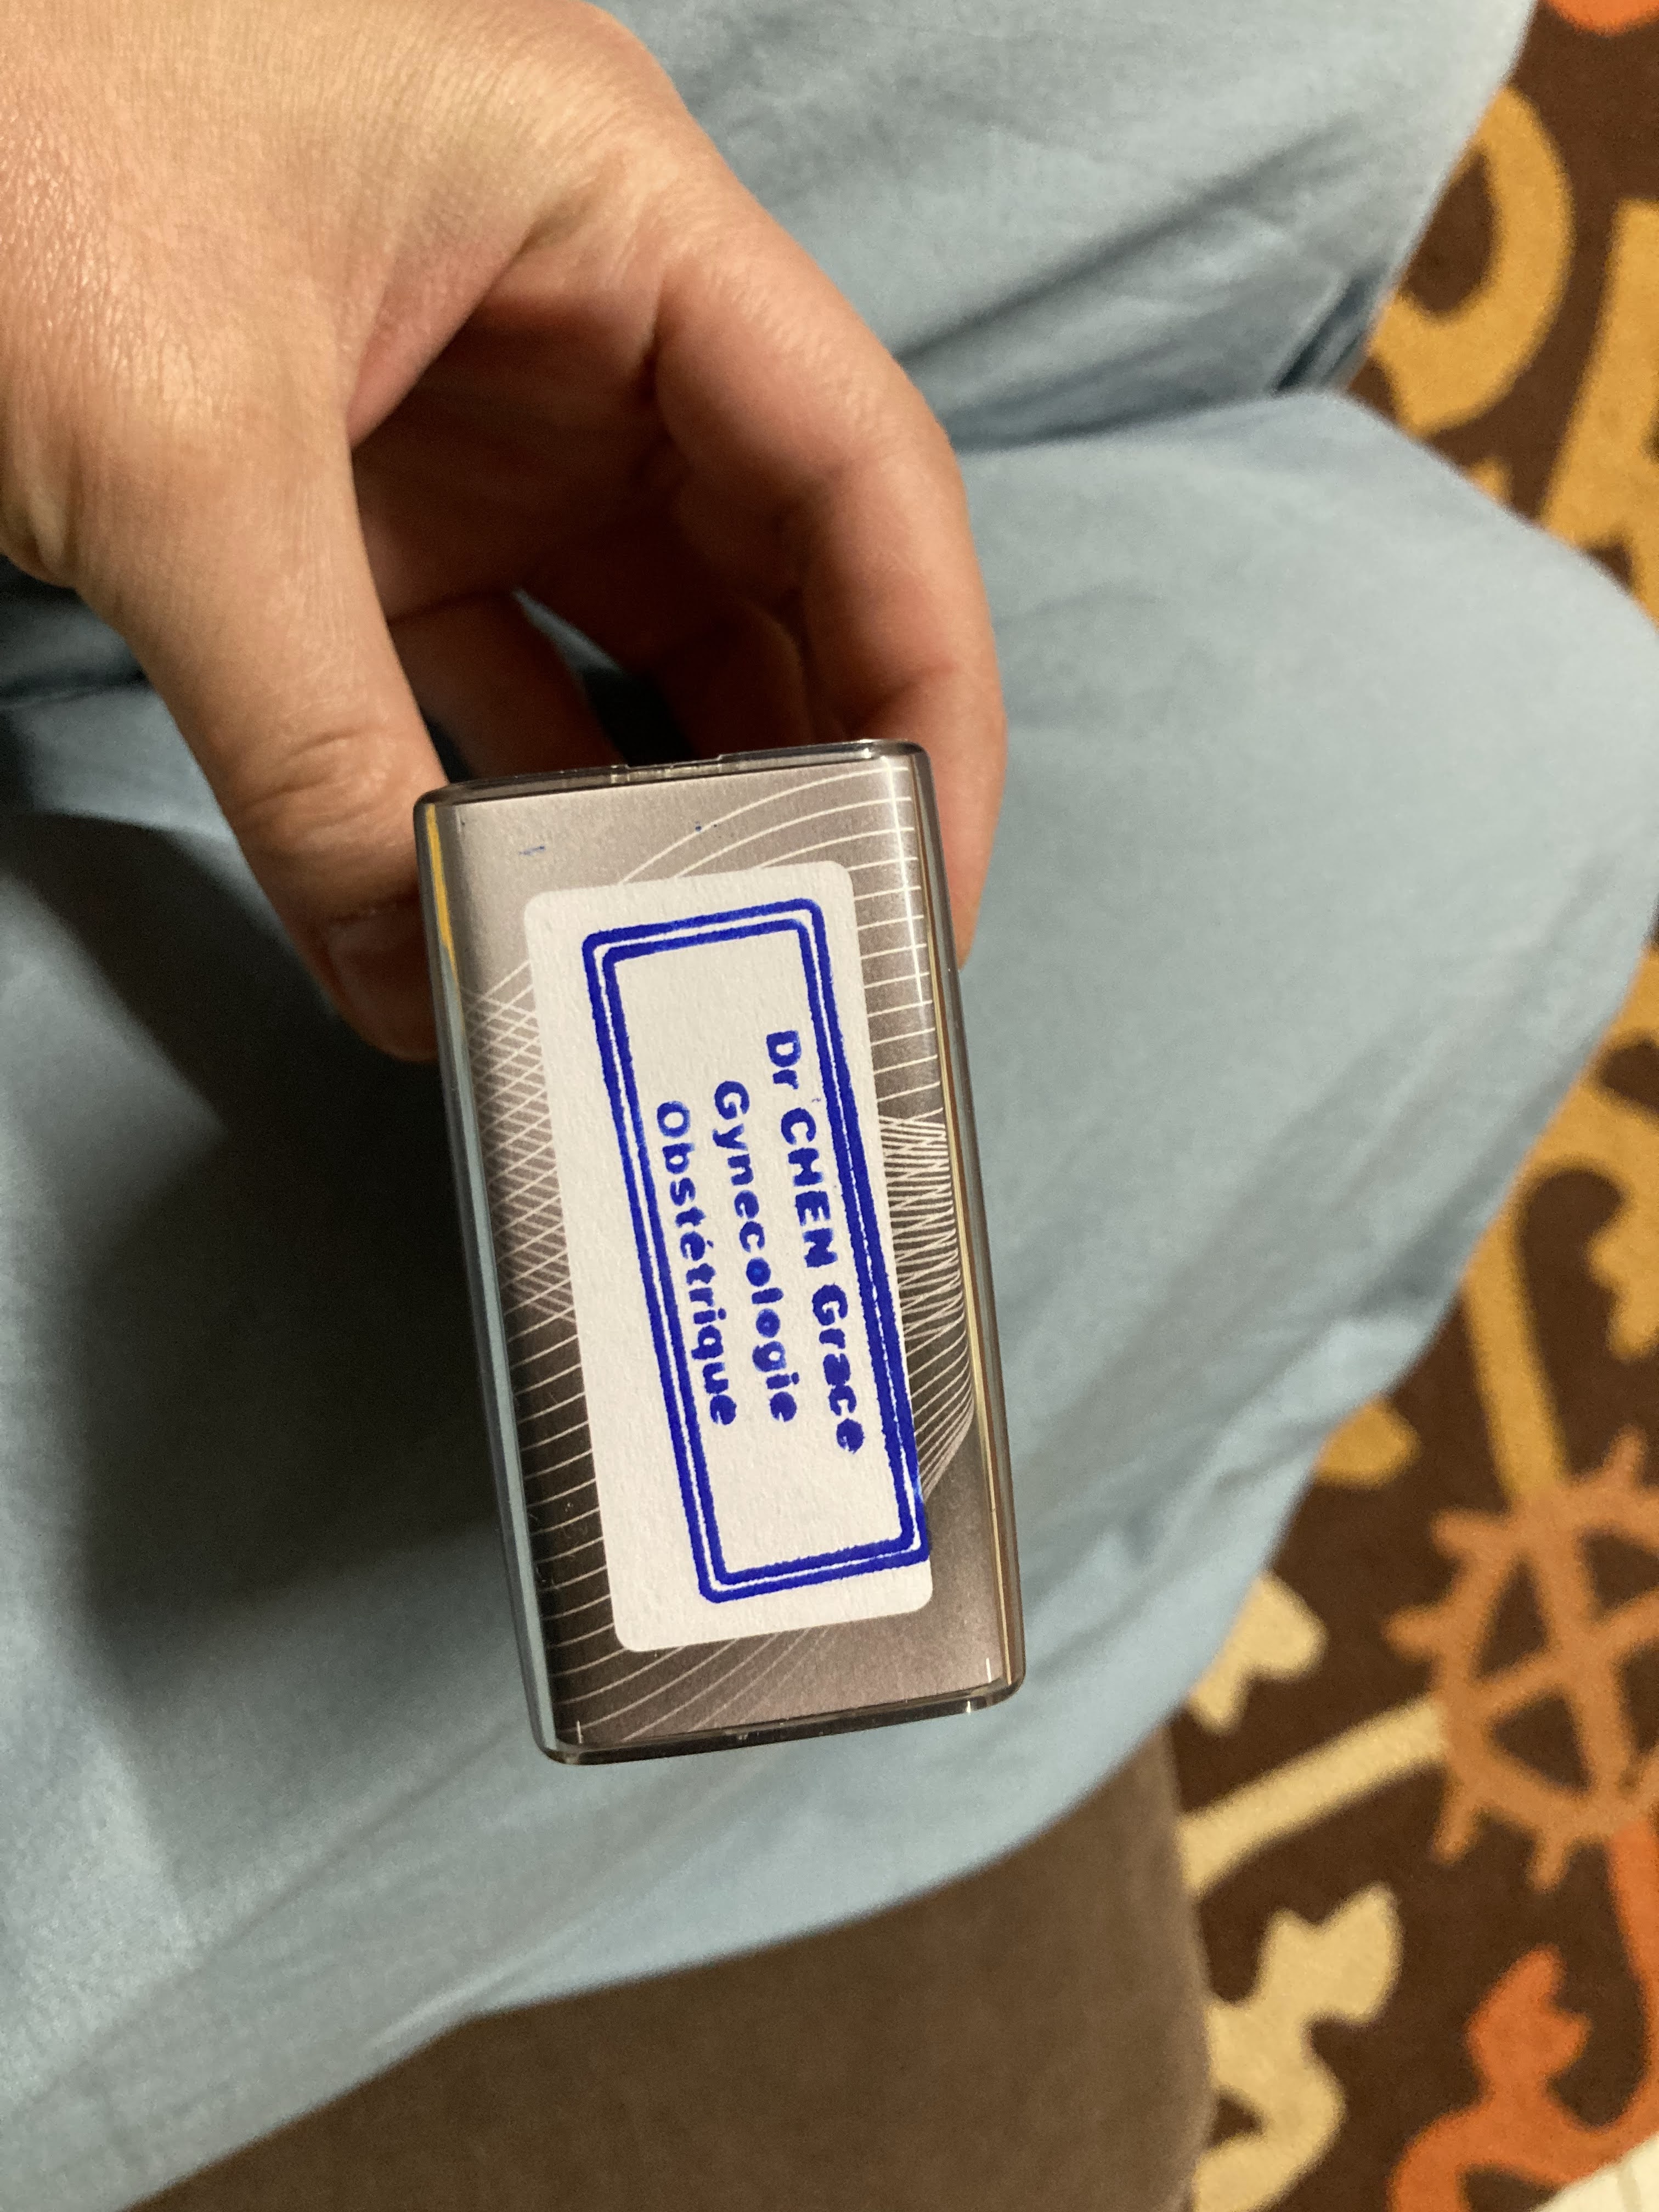 Dr CHEN Grace
Gynecologie
Obstétrique